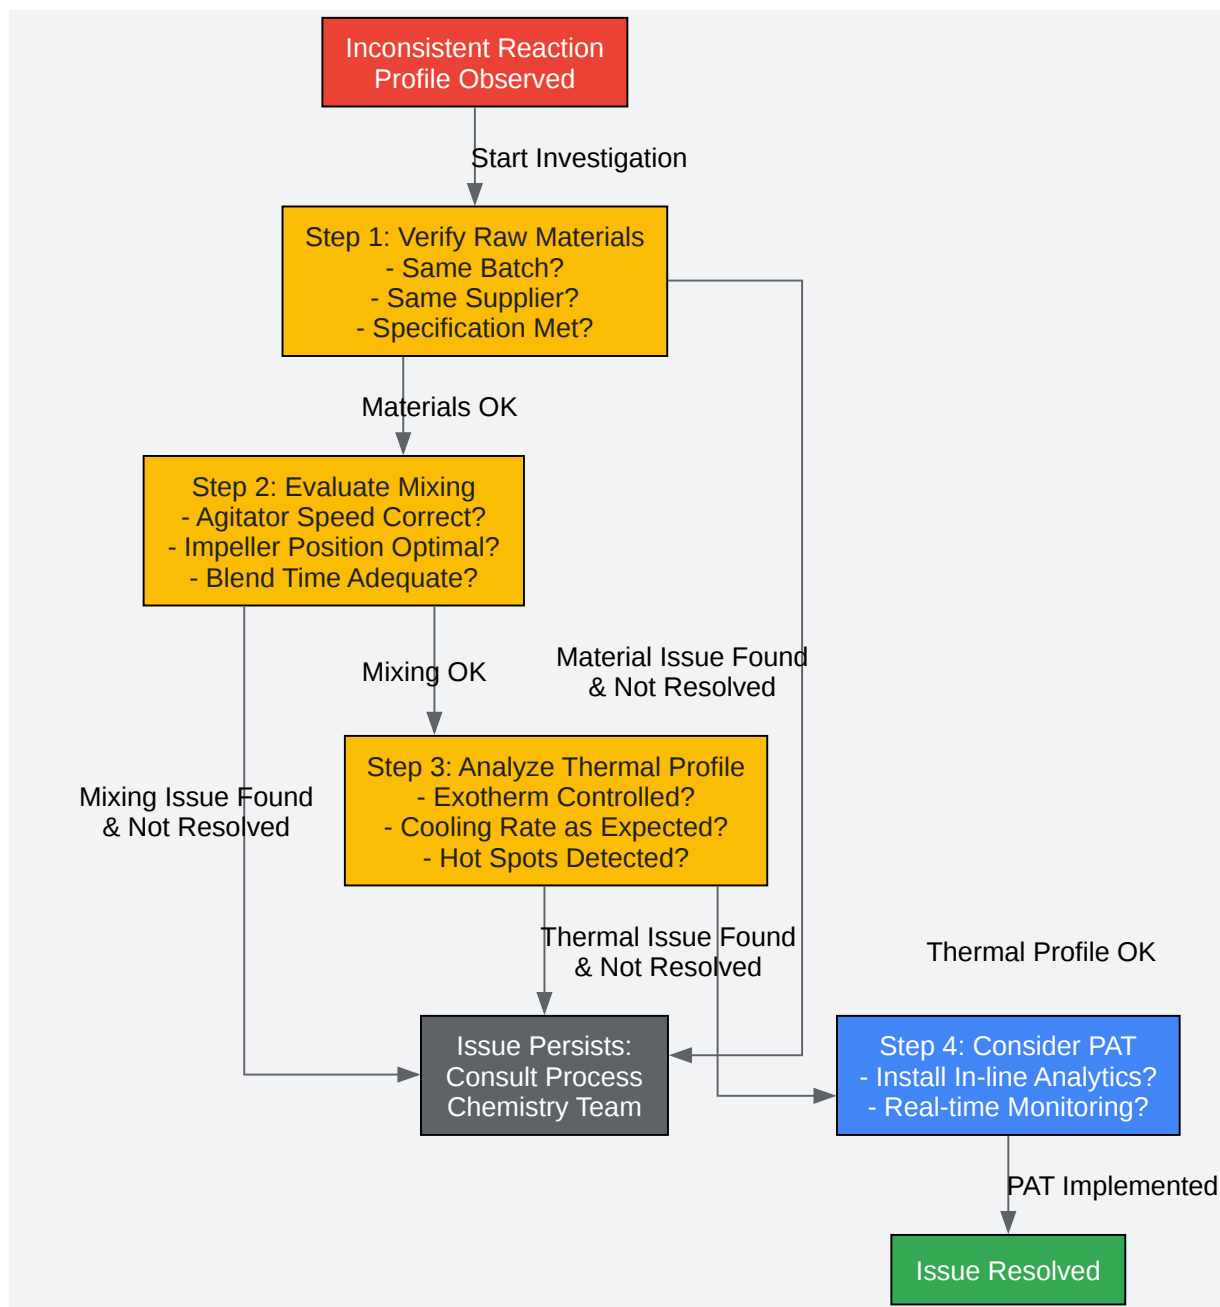 Inconsistent Reaction
Profile Observed
Start Investigation
Step 1: Verify Raw Materials
- Same Batch?
- Same Supplier?
- Specification Met?
Materials OK
Step 2: Evaluate Mixing
- Agitator Speed Correct?
- Impeller Position Optimal?
- Blend Time Adequate?
Mixing OK
Material Issue Found
& Not Resolved
Step 3: Analyze Thermal Profile
- Exotherm Controlled?
- Cooling Rate as Expected?
- Hot Spots Detected?
Mixing Issue Found
& Not Resolved
Thermal Issue Found
& Not Resolved
Thermal Profile OK
Issue Persists:
Consult Process
Chemistry Team
Step 4: Consider PAT
- Install In-line Analytics?
- Real-time Monitoring?
PAT Implemented
Issue Resolved